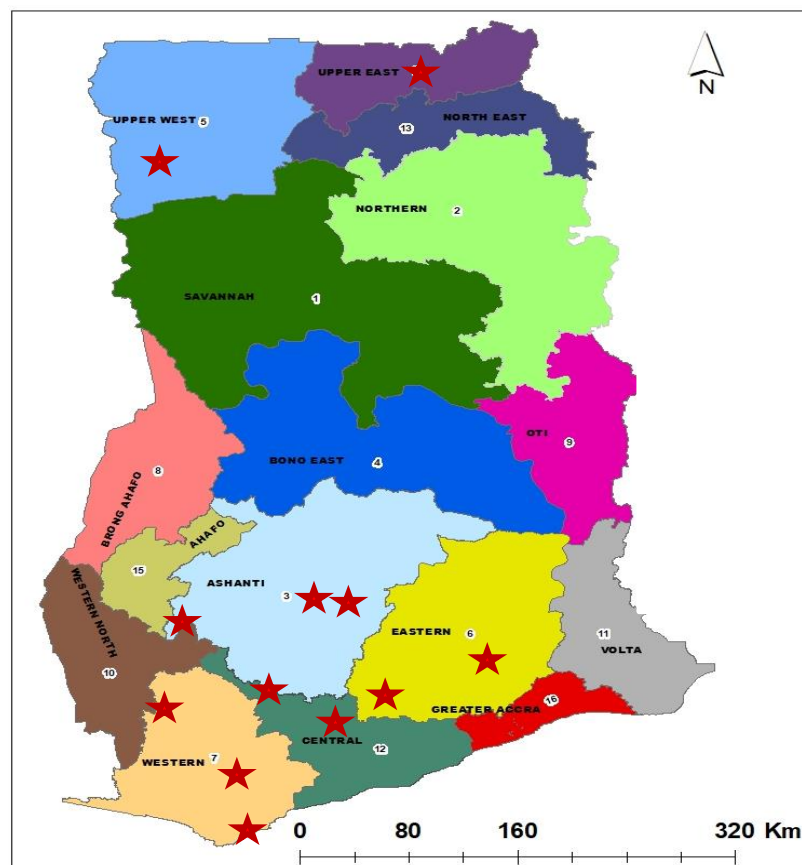 UPPER EAST
N
UPPER WEST 5
NORTH EAST
13
NORTHERN 2
SAVANNAH 1
OTI 9
BONO EAST 4
8
BRONG AHAFO
AHAFO
15
ASHANTI 3
WESTERN NORTH
10
EASTERN 6
11
VOLTA
GREATER ACCRA 16
CENTRAL
12
WESTERN 7
0 80 160 320 Km